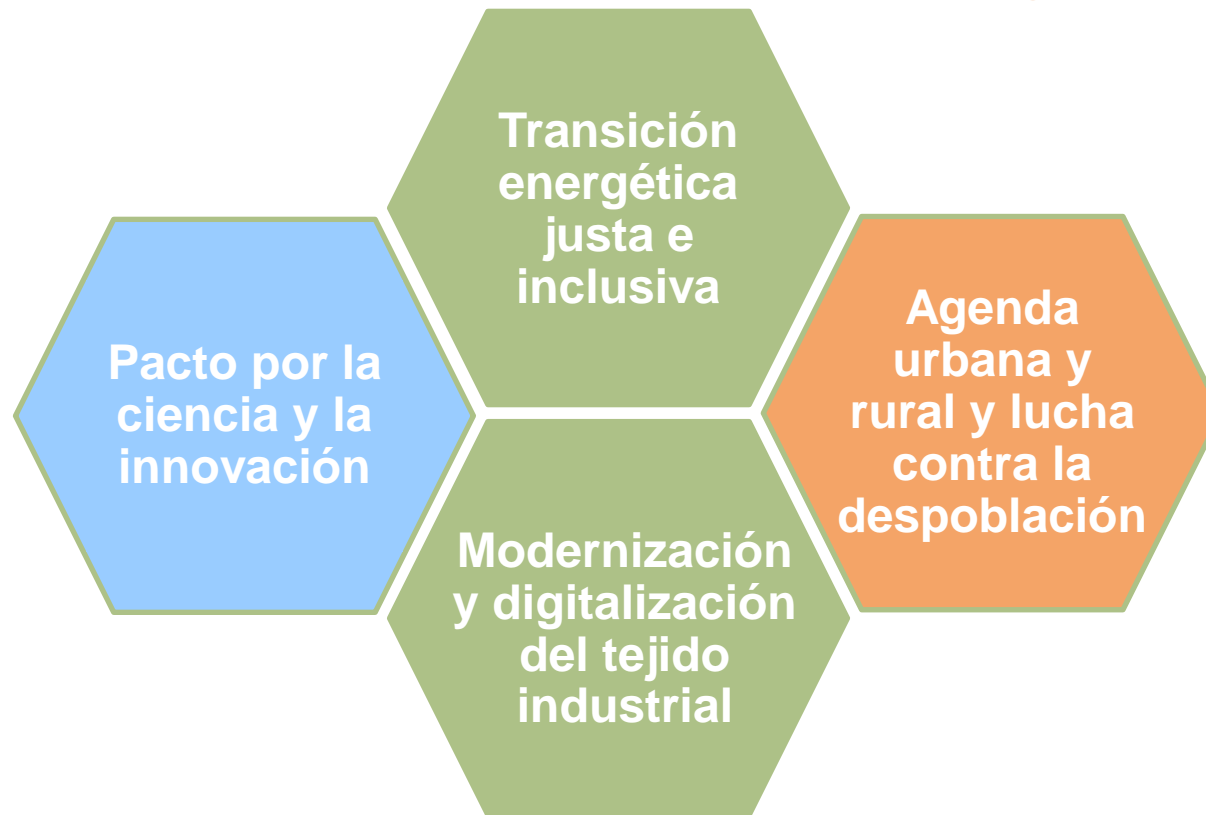 Transición
energética
justa e
inclusiva
Pacto por la
ciencia y la
innovación
Agenda
urbana y
rural y lucha
contra la
despoblación
Modernización
y digitalización
del tejido
industrial